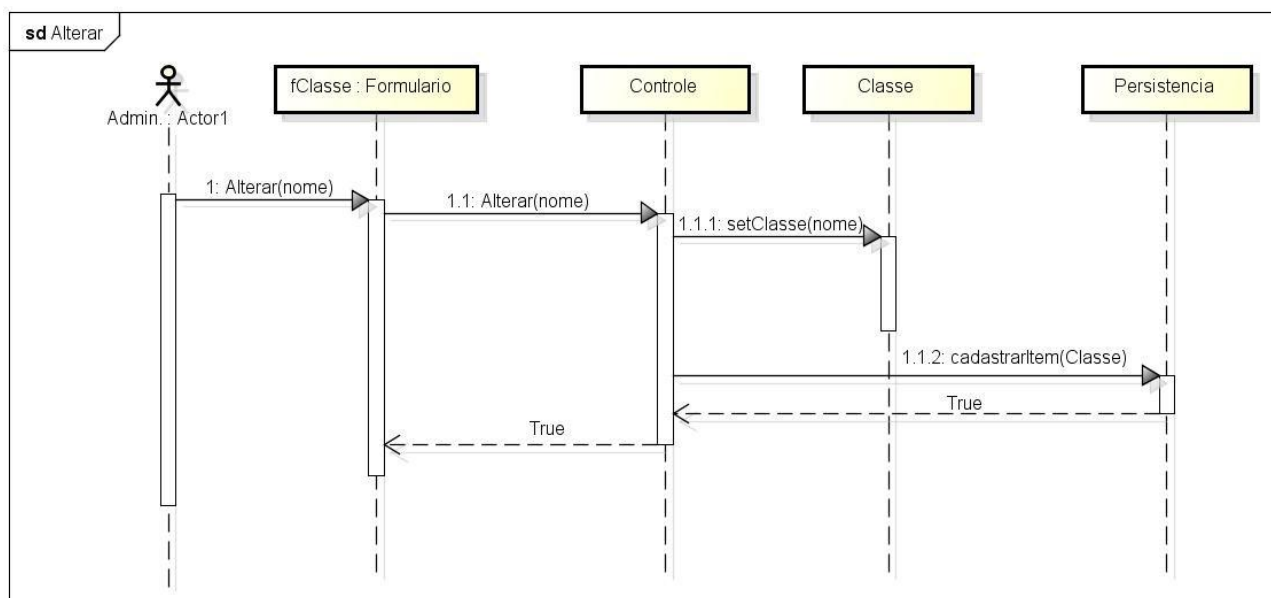 sd Alterar
Admin. : Actor1
fClasse : Formulario
Controle
Classe
Persistencia
1: Alterar(nome)
1.1: Alterar(nome)
1.1.1: setClasse(nome)
1.1.2: cadastrarItem(Classe)
True
True